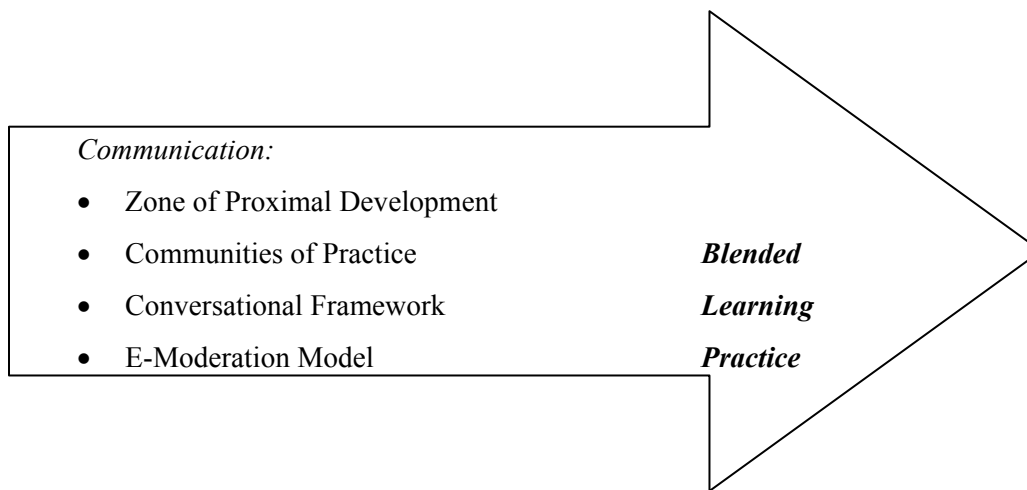 Communication:
• Zone of Proximal Development
• Communities of Practice Blended
• Conversational Framework Learning
• E-Moderation Model Practice